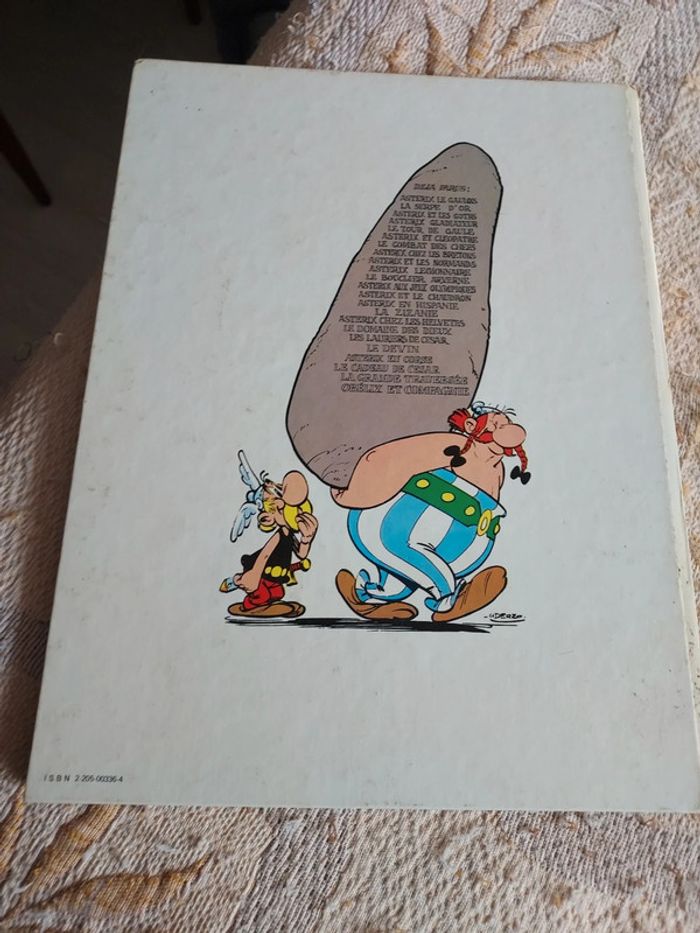 DEJA PARUS :
ASTERIX LE GAULOIS
LA SERPE D'OR
ASTERIX ET LES GOTHS
ASTERIX GLADIATEUR
LE TOUR DE GAULE
ASTERIX ET CLEOPATRE
LE COMBAT DES CHEFS
ASTERIX CHEZ LES BRETONS
ASTERIX ET LES NORMANDS
ASTERIX LEGIONNAIRE
LE BOUCLIER ARVERNE
ASTERIX AUX JEUX OLYMPIQUES
ASTERIX ET LE CHAUDRON
ASTERIX EN HISPANIE
LA ZIZANIE
ASTERIX CHEZ LES HELVETES
LE DOMAINE DES DIEUX
LES LAURIERS DE CESAR
LE DEVIN
ASTERIX EN CORSE
LE CADEAU DE CESAR
LA GRANDE TRAVERSÉE
OBÉLIX ET COMPAGNIE
UDERZO
ISBN 2-205-00336-4